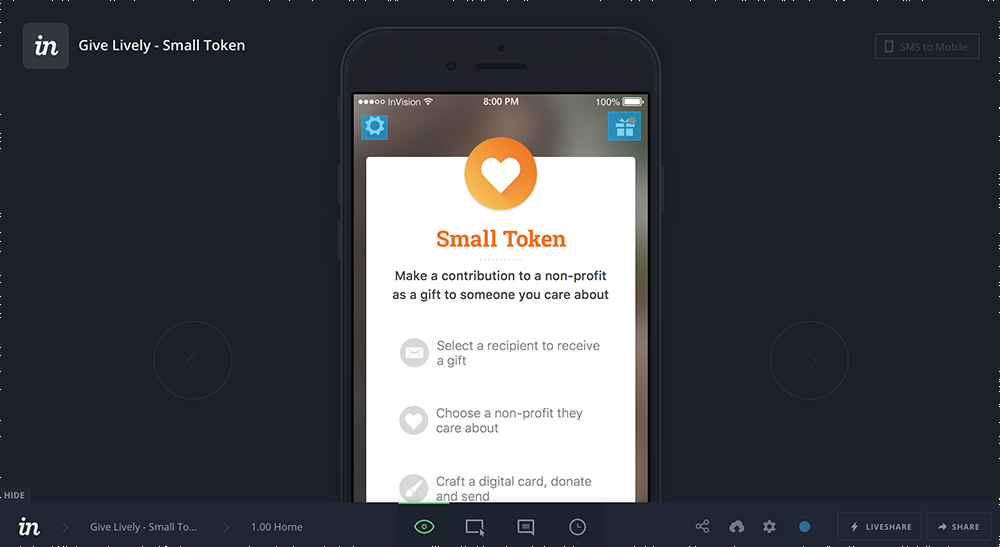 in
Give Lively - Small Token
SMS to Mobile
InVision
8:00 PM
100%
Small Token
Make a contribution to a non-profit
as a gift to someone you care about
Select a recipient to receive
a gift
Choose a non-profit they
care about
Craft a digital card, donate
and send
HIDE
in
Give Lively - Small To...
1.00 Home
LIVESHARE
SHARE